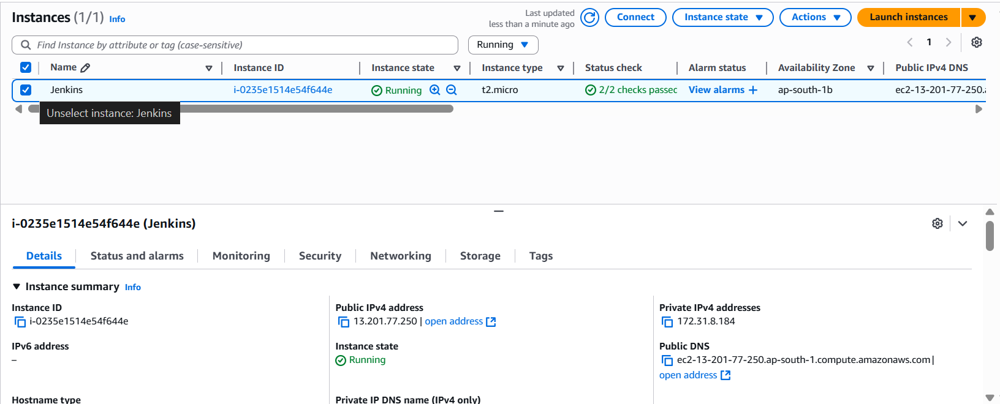 Instances (1/1) Info
Last updated
less than a minute ago
Connect
Instance state
Actions
Launch instances
Find Instance by attribute or tag (case-sensitive)
Running
1
Name Instance ID Instance state Instance type Status check Alarm status Availability Zone Public IPv4 DNS
Jenkins i-0235e1514e54f644e Running t2.micro 2/2 checks passec View alarms + ap-south-1b ec2-13-201-77-250.a
Unselect instance: Jenkins
i-0235e1514e54f644e (Jenkins)
Details Status and alarms Monitoring Security Networking Storage Tags
Instance summary Info
Instance ID
i-0235e1514e54f644e
Public IPv4 address
13.201.77.250 | open address
Private IPv4 addresses
172.31.8.184
IPv6 address
–
Instance state
Running
Public DNS
ec2-13-201-77-250.ap-south-1.compute.amazonaws.com |
open address
Hostname type
Private IP DNS name (IPv4 only)